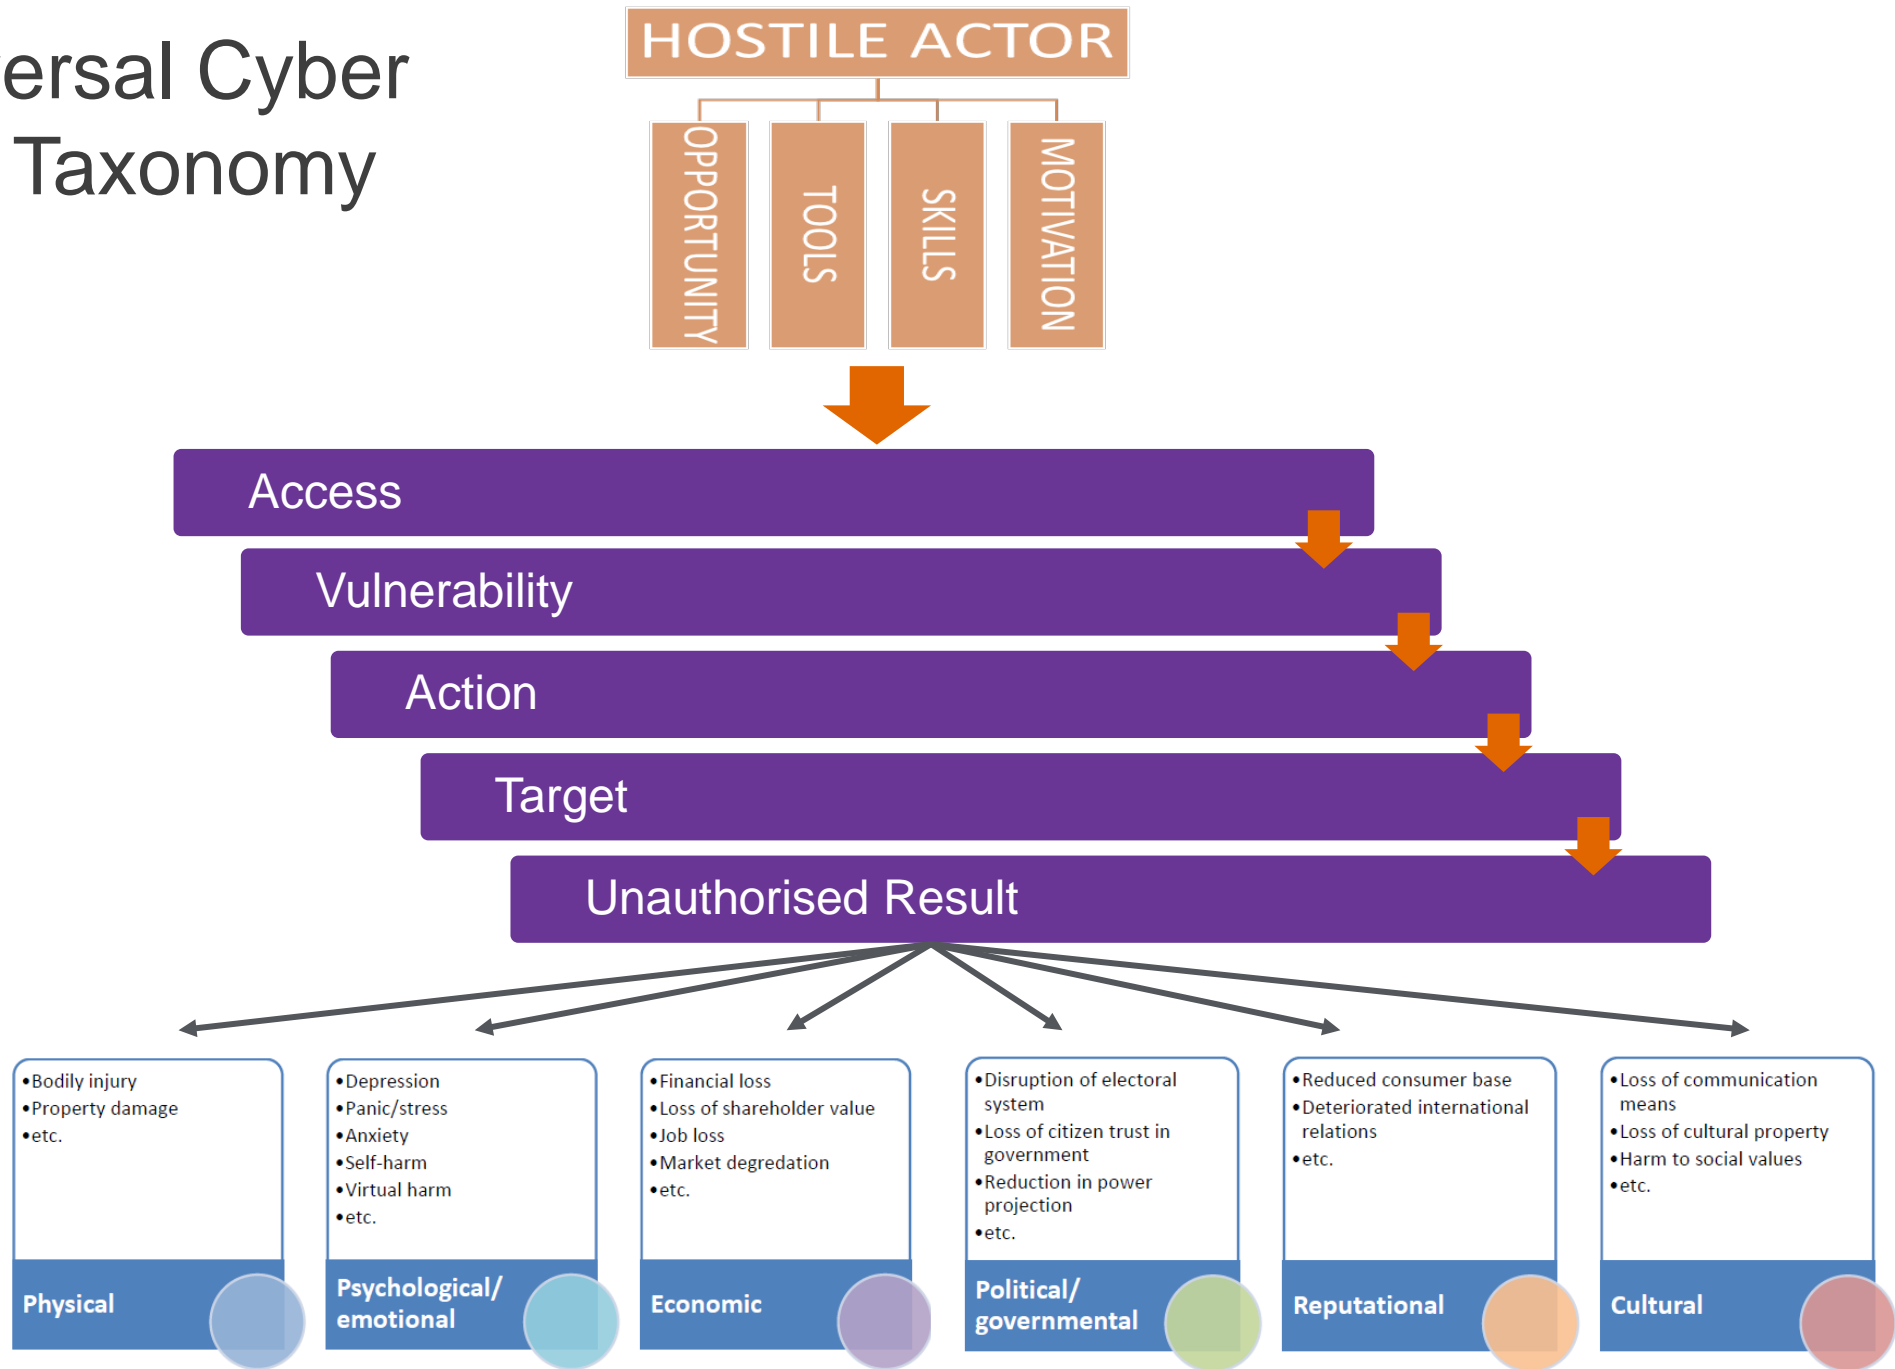 ersal Cyber
Taxonomy
HOSTILE ACTOR
OPPORTUNITY
TOOLS
SKILLS
MOTIVATION
Access
Vulnerability
Action
Target
Unauthorised Result
•Bodily injury
•Property damage
•etc.
Physical
•Depression
•Panic/stress
•Anxiety
•Self-harm
•Virtual harm
•etc.
Psychological/
emotional
•Financial loss
•Loss of shareholder value
•Job loss
•Market degredation
•etc.
Economic
•Disruption of electoral
system
•Loss of citizen trust in
government
•Reduction in power
projection
•etc.
Political/
governmental
•Reduced consumer base
•Deteriorated international
relations
•etc.
Reputational
•Loss of communication
means
•Loss of cultural property
•Harm to social values
•etc.
Cultural